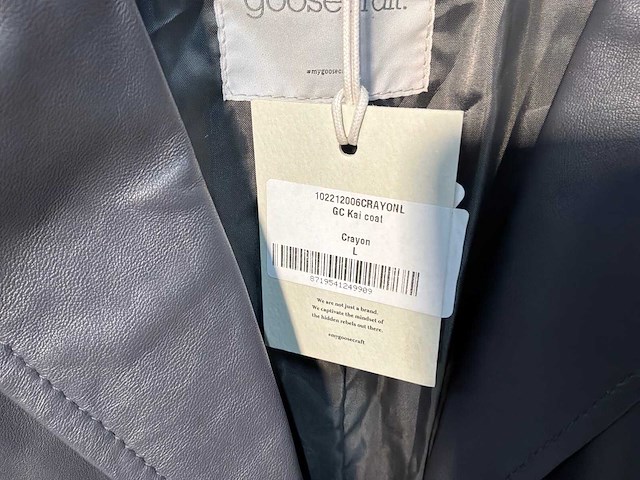 goosecraft.
#mygoosecraft
102212006CRAYONL
GC Kai coat
Crayon
L
8719541249909
We are not just a brand.
We captivate the mindset of
the hidden rebels out there.
#mygoosecraft